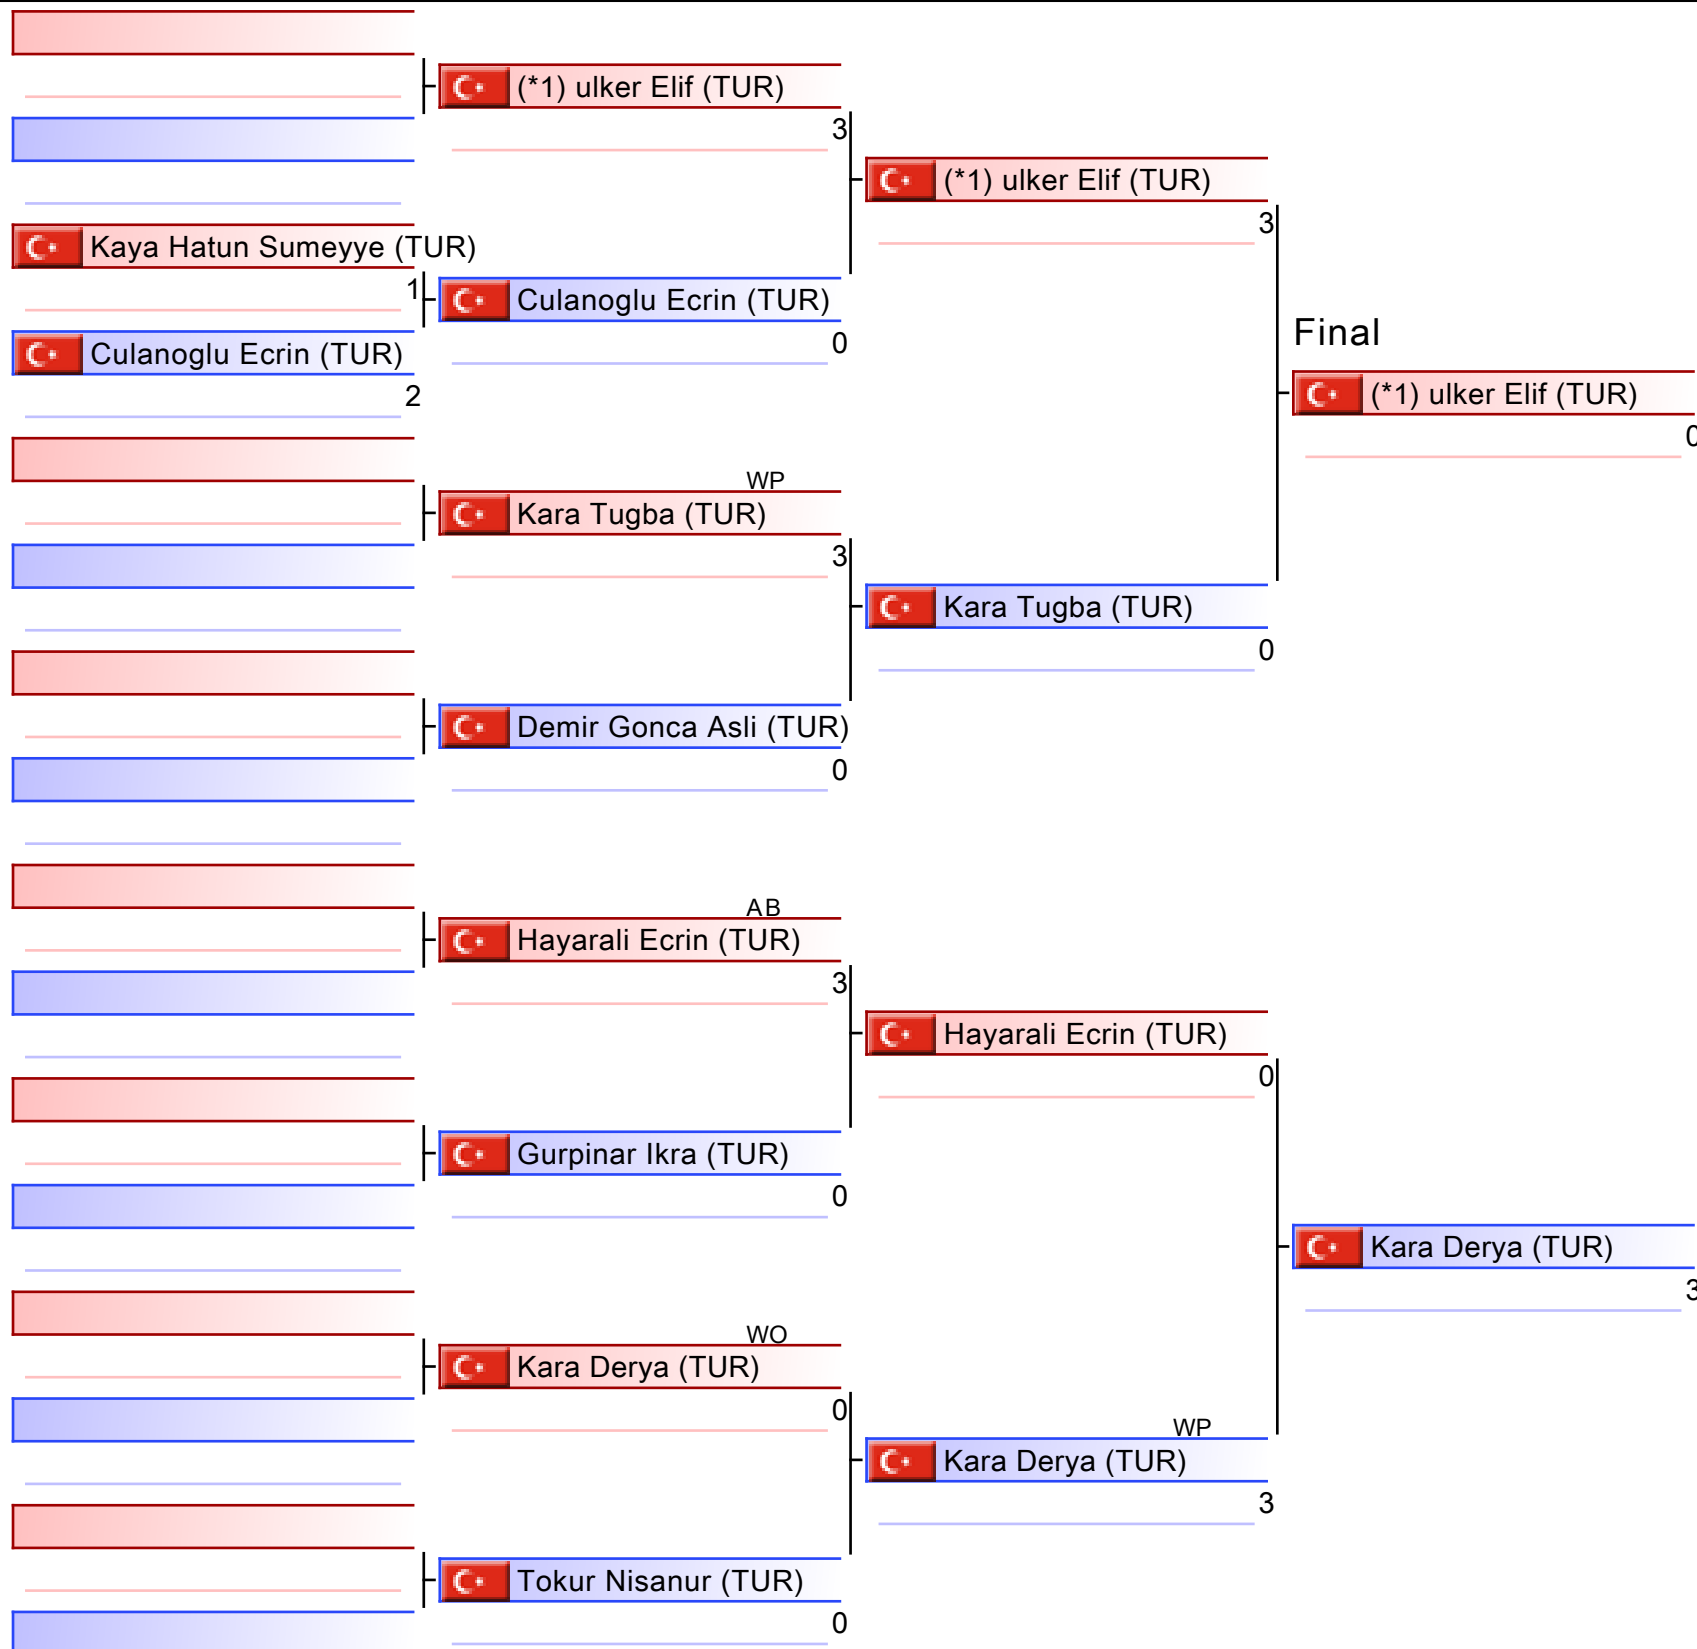 (*1) ulker Elif (TUR)
3
(*1) ulker Elif (TUR)
3
Kaya Hatun Sumeyye (TUR)
1
Culanoglu Ecrin (TUR)
0
Culanoglu Ecrin (TUR)
2
Final
(*1) ulker Elif (TUR)
0
WP
Kara Tugba (TUR)
3
Kara Tugba (TUR)
0
Demir Gonca Asli (TUR)
0
AB
Hayarali Ecrin (TUR)
3
Hayarali Ecrin (TUR)
0
Gurpinar Ikra (TUR)
0
Kara Derya (TUR)
3
WO
Kara Derya (TUR)
0
WP
Kara Derya (TUR)
3
Tokur Nisanur (TUR)
0